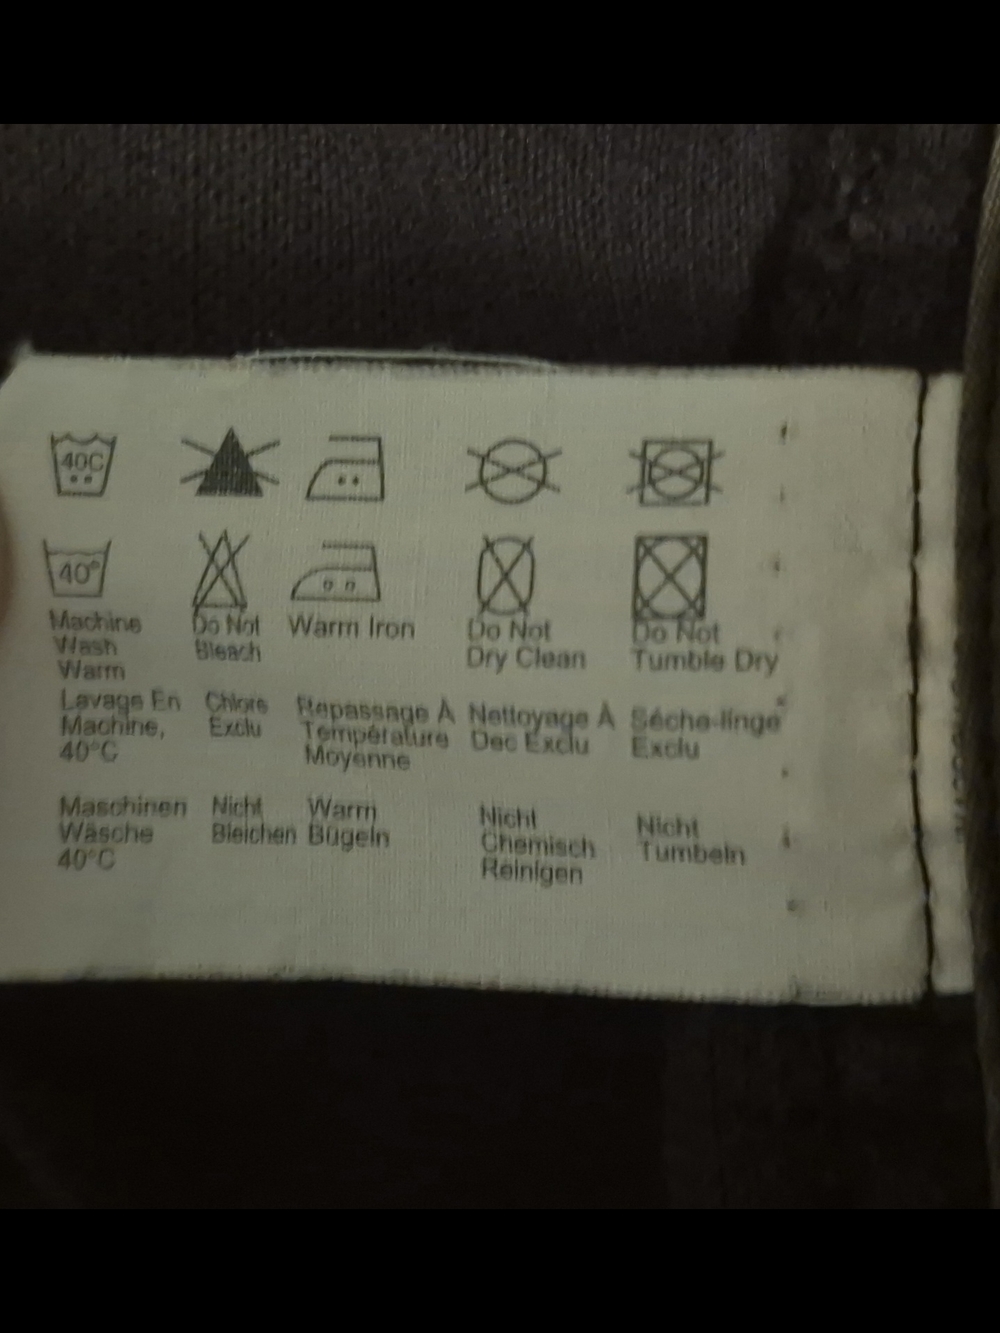 40C
40°
Machine
Wash
Warm
Do Not
Bleach
Warm Iron
Do Not
Dry Clean
Do Not
Tumble Dry
Lavage En
Machine,
40°C
Chlore
Exclu
Repassage À
Température
Moyenne
Nettoyage À
Dec Exclu
Séche-linge
Exclu
Maschinen
Wäsche
40°C
Nicht
Bleichen
Warm
Bügeln
Nicht
Chemisch
Reinigen
Nicht
Tumbeln